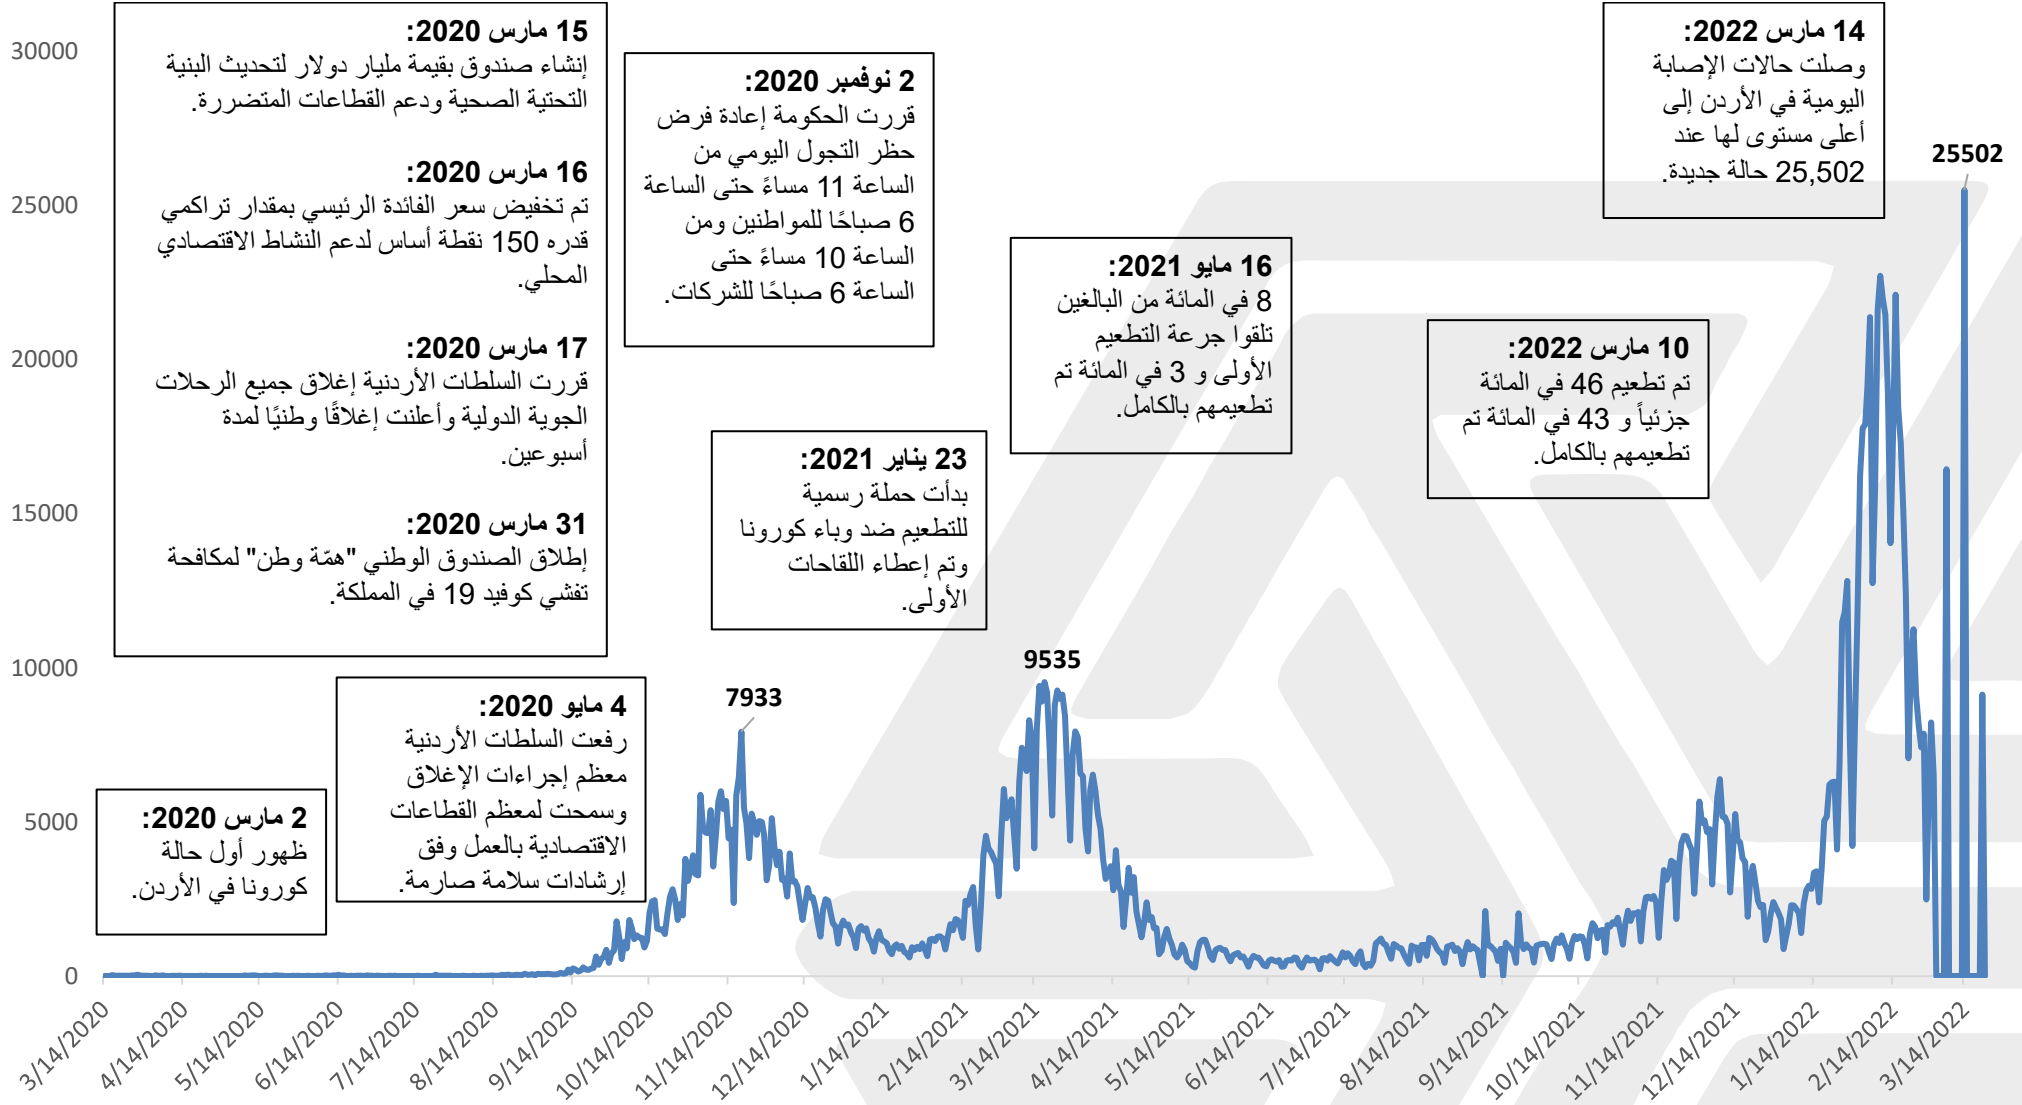 15 مارس 2020:
إنشاء صندوق بقيمة مليار دولار لتحديث البنية
التحتية الصحية ودعم القطاعات المتضررة.
16 مارس 2020:
تم تخفيض سعر الفائدة الرئيسي بمقدار تراكمي
قدره 150 نقطة أساس لدعم النشاط الاقتصادي
المحلي.
17 مارس 2020:
قررت السلطات الأردنية إغلاق جميع الرحلات
الجوية الدولية وأعلنت إغلاقًا وطنيًا لمدة
أسبوعين.
31 مارس 2020:
إطلاق الصندوق الوطني "همّة وطن" لمكافحة
تفشي كوفيد 19 في المملكة.
2 نوفمبر 2020:
قررت الحكومة إعادة فرض
حظر التجول اليومي من
الساعة 11 مساءً حتى الساعة
6 صباحًا للمواطنين ومن
الساعة 10 مساءً حتى
الساعة 6 صباحًا للشركات.
14 مارس 2022:
وصلت حالات الإصابة
اليومية في الأردن إلى
أعلى مستوى لها عند
25,502 حالة جديدة.
16 مايو 2021:
8 في المائة من البالغين
تلقوا جرعة التطعيم
الأولى و 3 في المائة تم
تطعيمهم بالكامل.
10 مارس 2022:
تم تطعيم 46 في المائة
جزئياً و 43 في المائة تم
تطعيمهم بالكامل.
23 يناير 2021:
بدأت حملة رسمية
للتطعيم ضد وباء كورونا
وتم إعطاء اللقاحات
الأولى.
4 مايو 2020:
رفعت السلطات الأردنية
معظم إجراءات الإغلاق
وسمحت لمعظم القطاعات
الاقتصادية بالعمل وفق
إرشادات سلامة صارمة.
2 مارس 2020:
ظهور أول حالة
كورونا في الأردن.
7933
9535
25502
30000
25000
20000
15000
10000
5000
0
3/14/2020
4/14/2020
5/14/2020
6/14/2020
7/14/2020
8/14/2020
9/14/2020
10/14/2020
11/14/2020
12/14/2020
1/14/2021
2/14/2021
3/14/2021
4/14/2021
5/14/2021
6/14/2021
7/14/2021
8/14/2021
9/14/2021
10/14/2021
11/14/2021
12/14/2021
1/14/2022
2/14/2022
3/14/2022